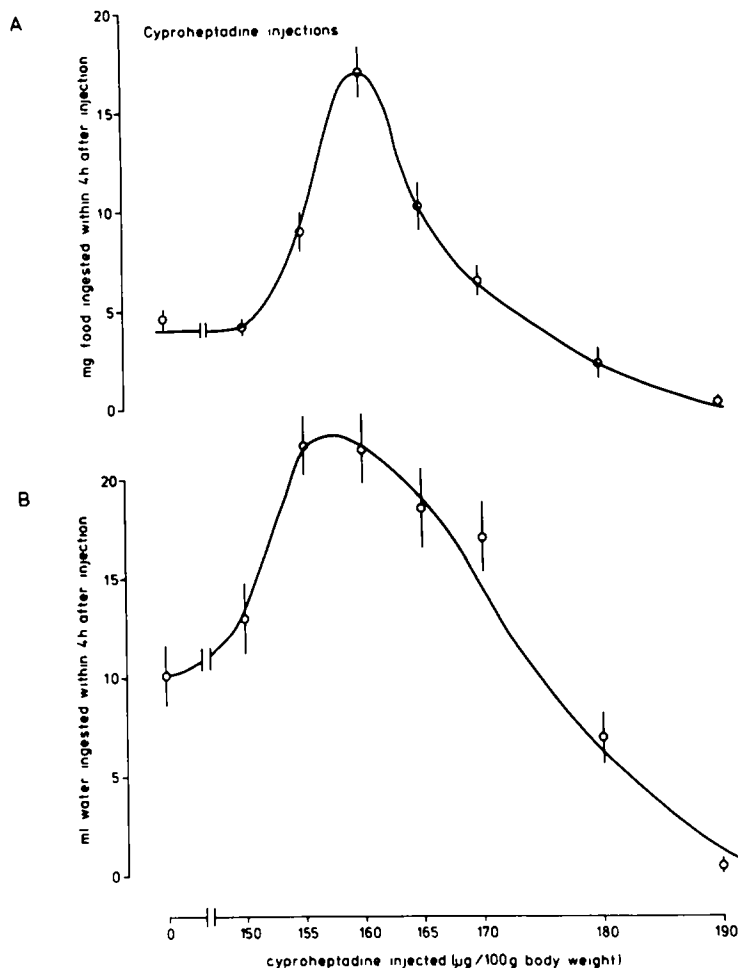 A
Cyproheptadine injections
mg food ingested within 4h after injection
20
15
10
5
0
B
ml water ingested within 4h after injection
20
15
10
5
0
0 150 155 160 165 170 180 190
cyproheptadine injected (µg/100g body weight)